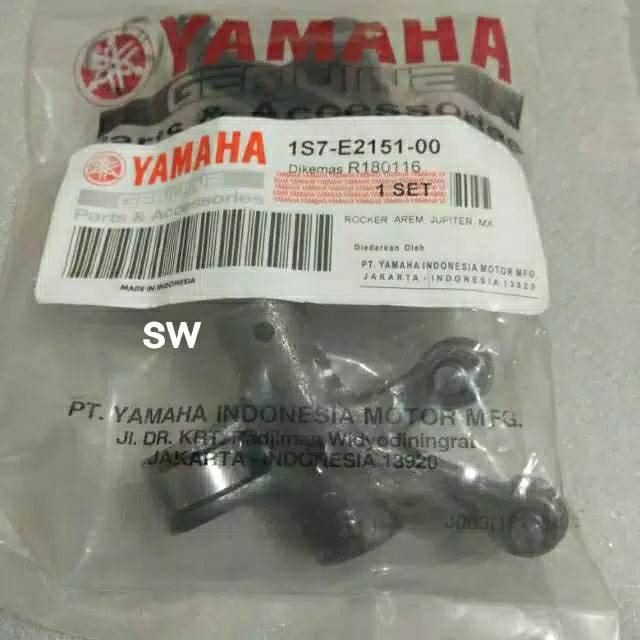 YAMAHA
GENUINE
Parts & Accessories
YAMAHA
GENUINE
Parts & Accessories
MADE IN INDONESIA
1S7-E2151-00
Dikemas R180116
1 SET
ROCKER AREM JUPITER MX
Diedarkan Oleh
PT. YAMAHA INDONESIA MOTOR MFG.
JAKARTA - INDONESIA 13920
SW
PT. YAMAHA INDONESIA MOTOR MFG.
Jl. DR. KRT. Radjiman Widyodiningrat
JAKARTA - INDONESIA 13920